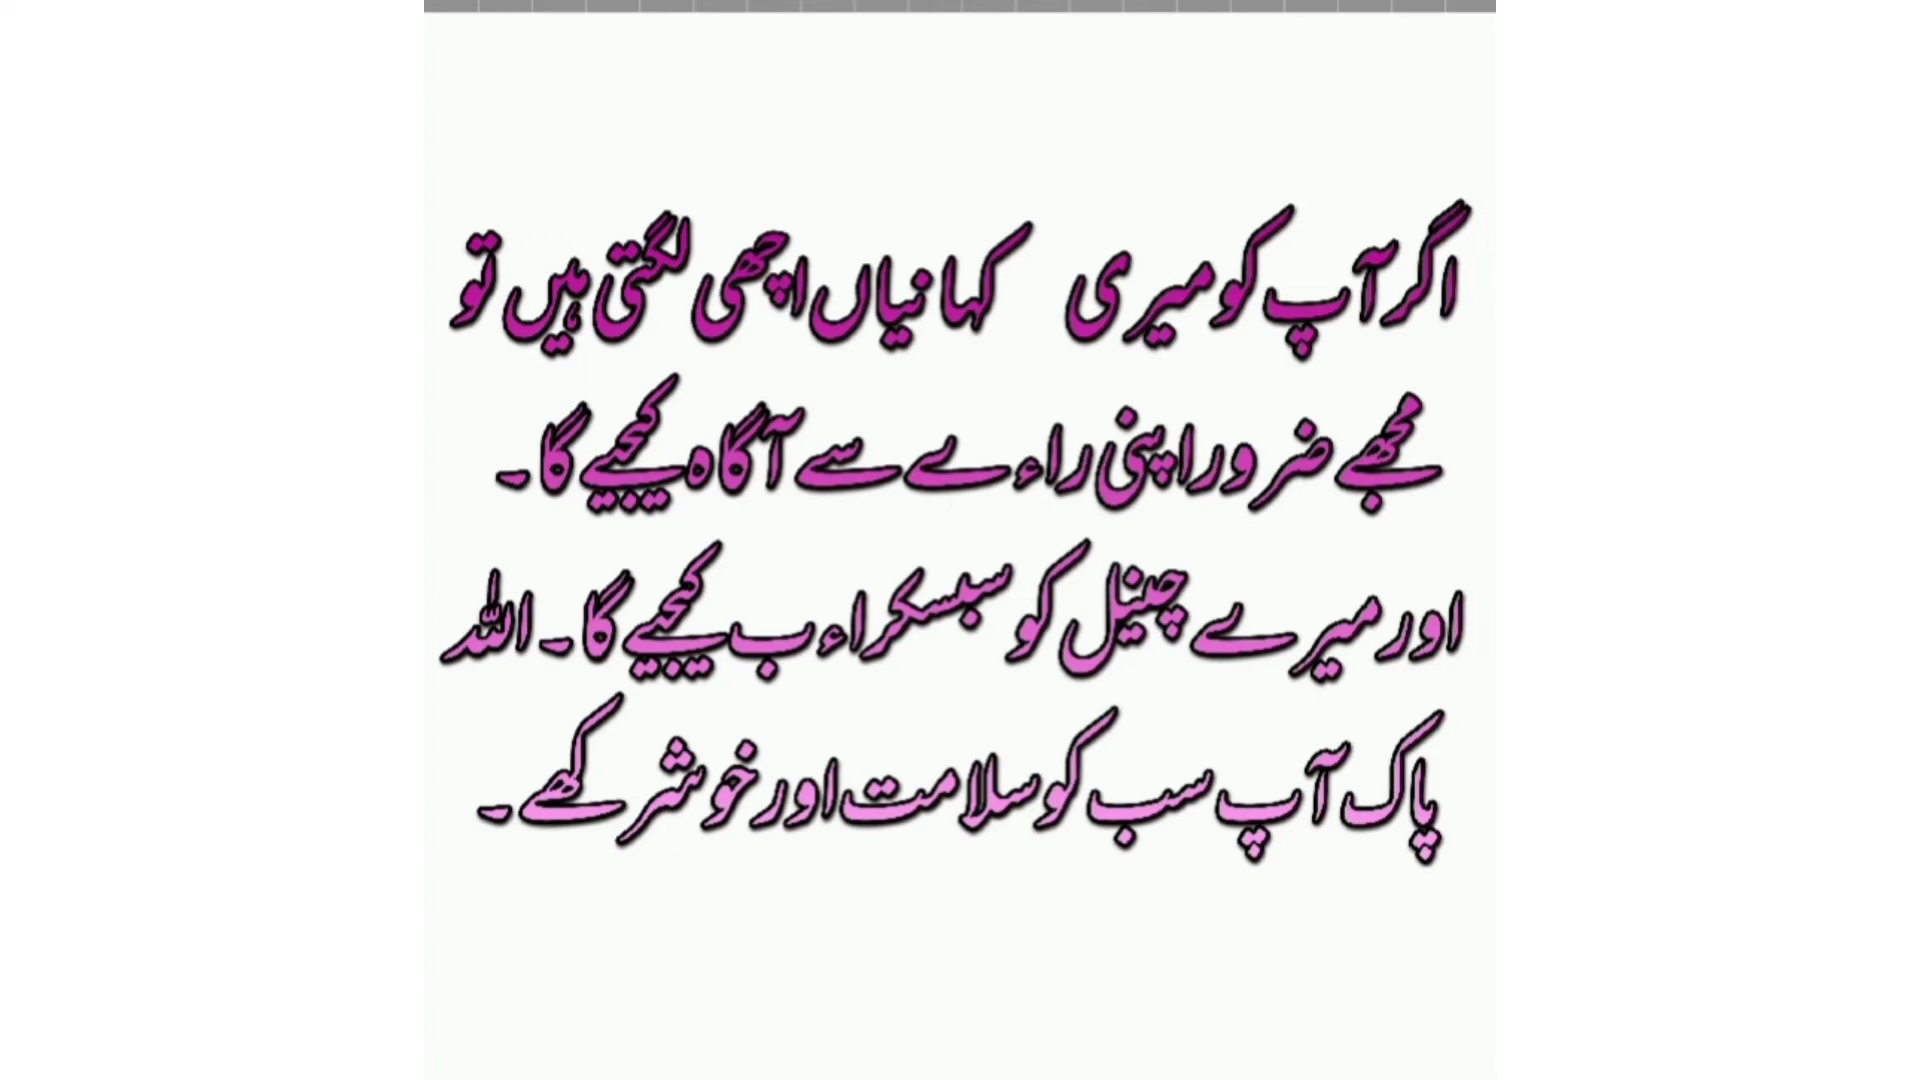 اگر آپ کو میری کہانیاں اچھی لگتی ہیں تو
مجھے ضرور اپنی راءے سے آگاہ کیجیے گا۔
اور میرے چینیل کو سبسکراءب کیجیے گا۔ اللہ
پاک آپ سب کو سلامت اور خوش رکھے۔